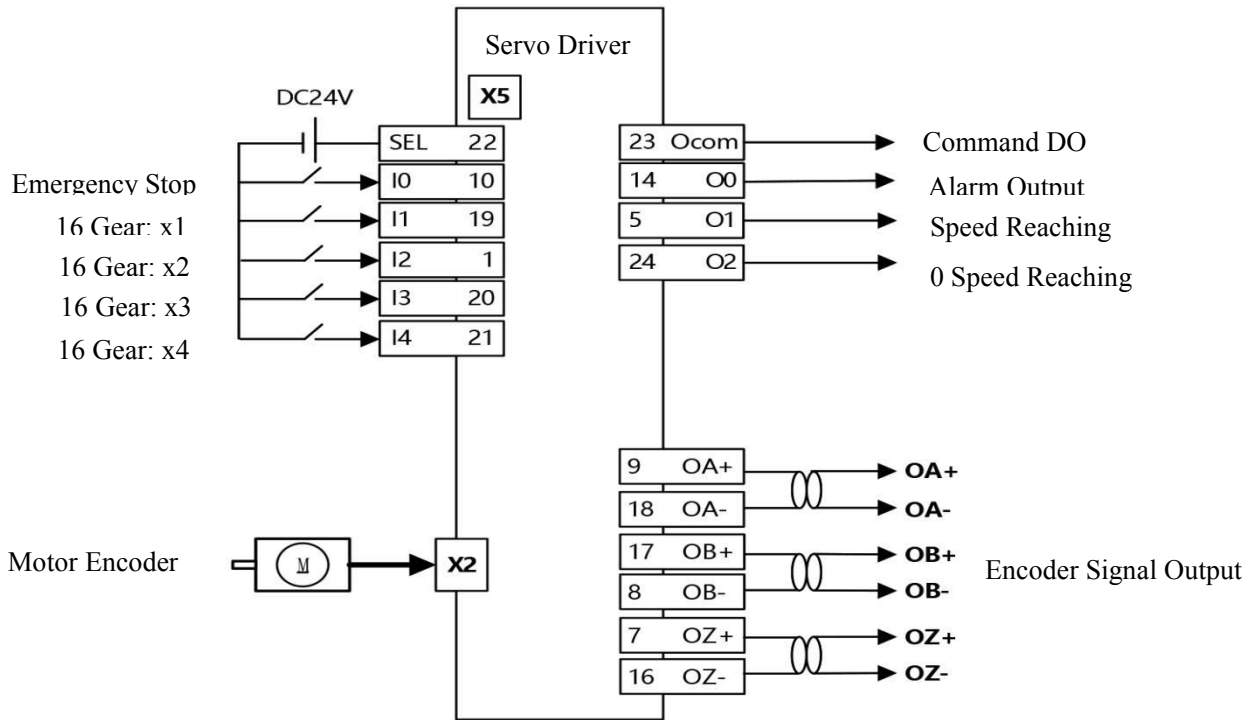 Servo Driver
X5
DC24V
SEL 22
I0 10
I1 19
I2 1
I3 20
I4 21
Emergency Stop
16 Gear: x1
16 Gear: x2
16 Gear: x3
16 Gear: x4
23 Ocom
14 O0
5 O1
24 O2
Command DO
Alarm Output
Speed Reaching
0 Speed Reaching
Motor Encoder
M
X2
9 OA+
18 OA-
17 OB+
8 OB-
7 OZ+
16 OZ-
OA+
OA-
OB+
OB-
OZ+
OZ-
Encoder Signal Output